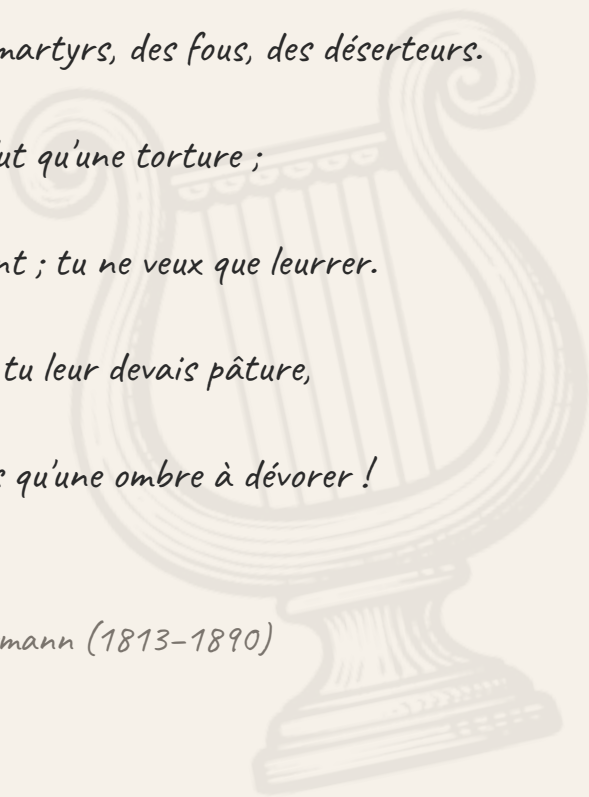 martyrs, des fous, des déserteurs.
ut qu'une torture ;
nt ; tu ne veux que leurrer.
tu leur devais pâture,
s qu'une ombre à dévorer !
mann (1813–1890)